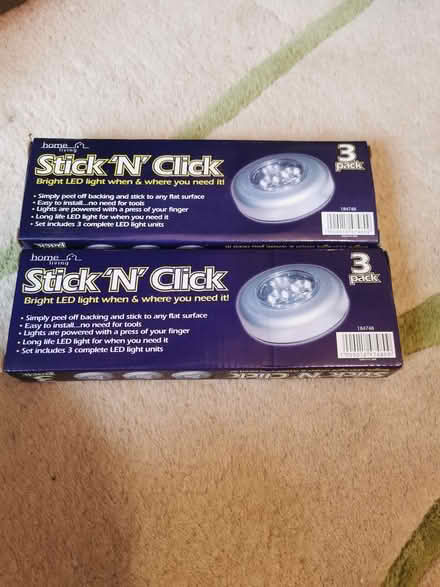 home
living
Stick 'N' Click
Bright LED light when & where you need it!
• Simply peel off backing and stick to any flat surface
• Easy to install...no need for tools
• Lights are powered with a press of your finger
• Long life LED light for when you need it
• Set includes 3 complete LED light units
3
pack
184748
home
living
Stick 'N' Click
Bright LED light when & where you need it!
• Simply peel off backing and stick to any flat surface
• Easy to install...no need for tools
• Lights are powered with a press of your finger
• Long life LED light for when you need it
• Set includes 3 complete LED light units
3
pack
184748